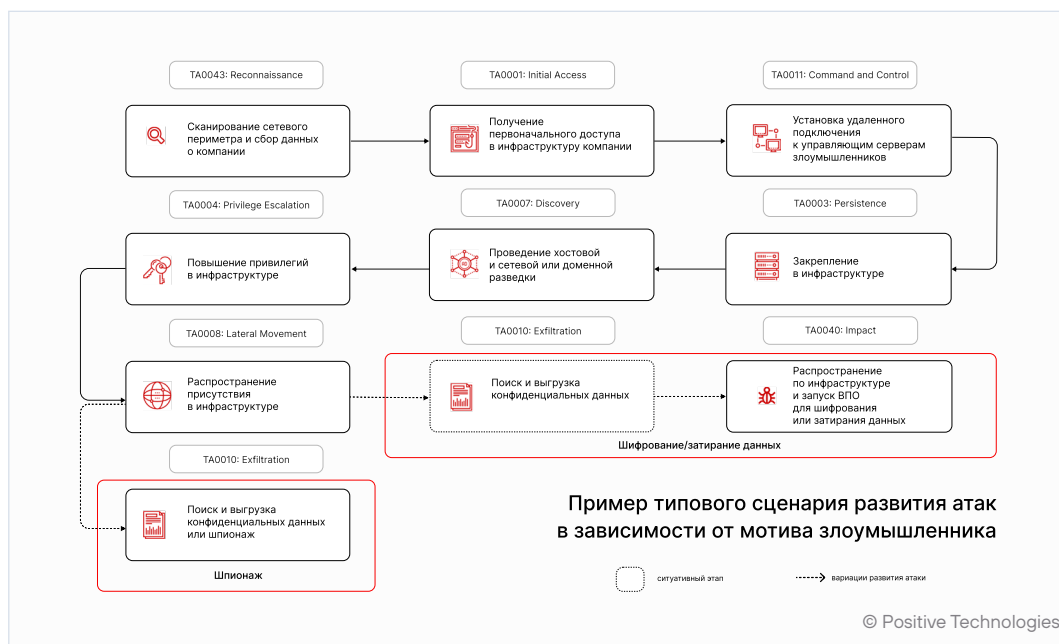 TA0043: Reconnaissance
TA0001: Initial Access
TA0011: Command and Control
Сканирование сетевого
периметра и сбор данных
о компании
Получение
первоначального доступа
в инфраструктуру компании
Установка удаленного
подключения
к управляющим серверам
злоумышленников
TA0004: Privilege Escalation
TA0007: Discovery
TA0003: Persistence
Повышение привилегий
в инфраструктуре
Проведение хостовой
и сетевой или доменной
разведки
Закрепление
в инфраструктуре
TA0008: Lateral Movement
TA0010: Exfiltration
TA0040: Impact
Распространение
присутствия
в инфраструктуре
Поиск и выгрузка
конфиденциальных данных
Распространение
по инфраструктуре
и запуск ВПО
для шифрования
или затирания данных
Шифрование/затирание данных
TA0010: Exfiltration
Поиск и выгрузка
конфиденциальных данных
или шпионаж
Шпионаж
Пример типового сценария развития атак
в зависимости от мотива злоумышленника
ситуативный этап
вариации развития атаки
© Positive Technologies